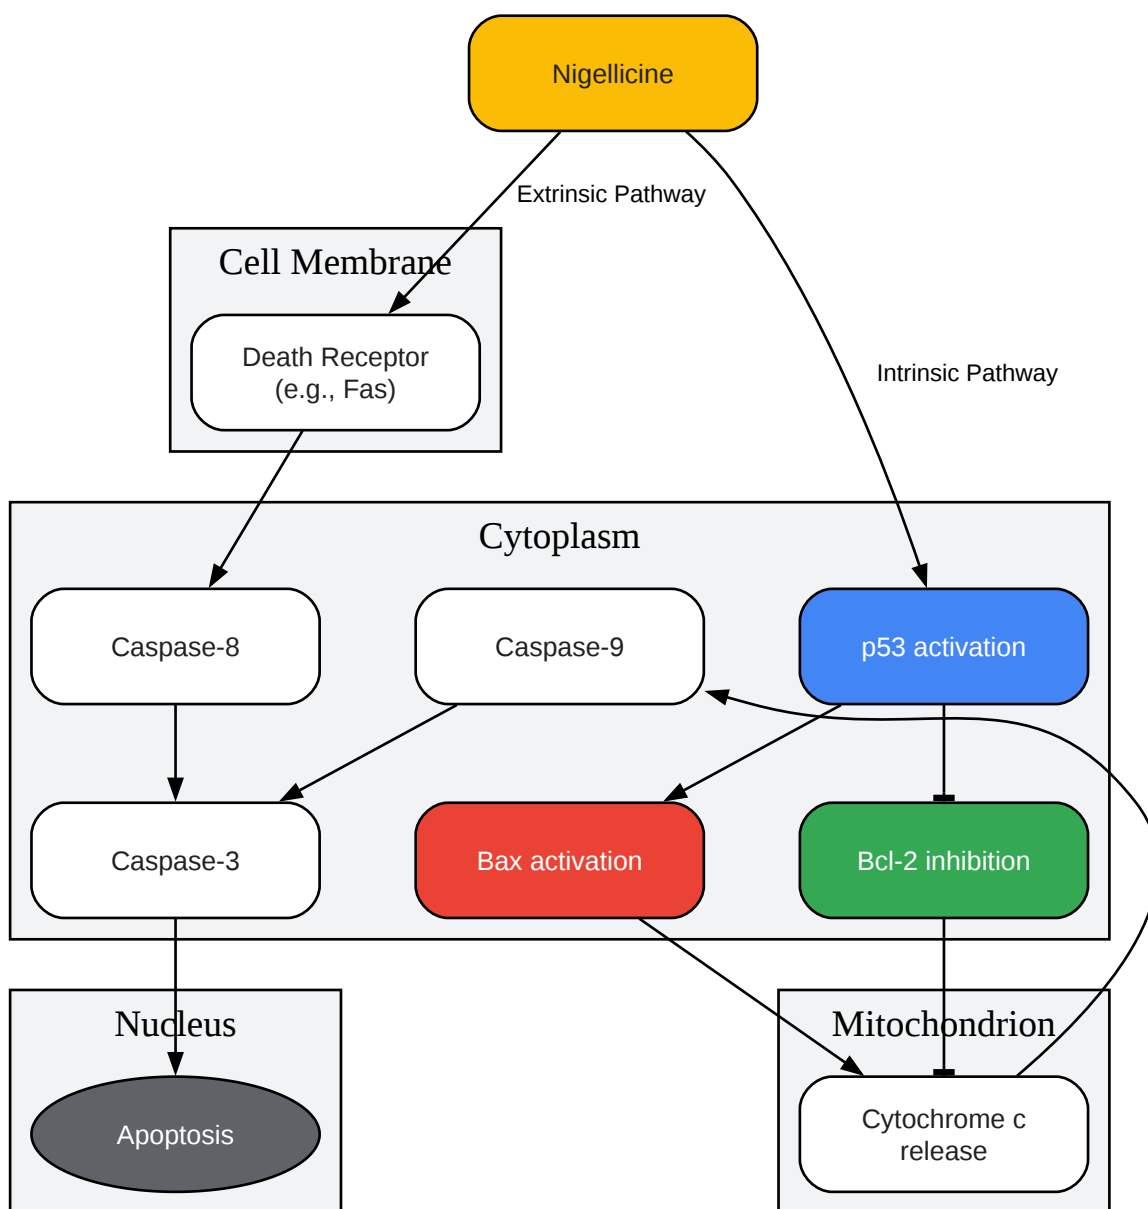 Nigellicine
Extrinsic Pathway
Cell Membrane
Death Receptor
(e.g., Fas)
Intrinsic Pathway
Cytoplasm
Caspase-8
Caspase-9
p53 activation
Caspase-3
Bax activation
Bcl-2 inhibition
Nucleus
Mitochondrion
Apoptosis
Cytochrome c
release